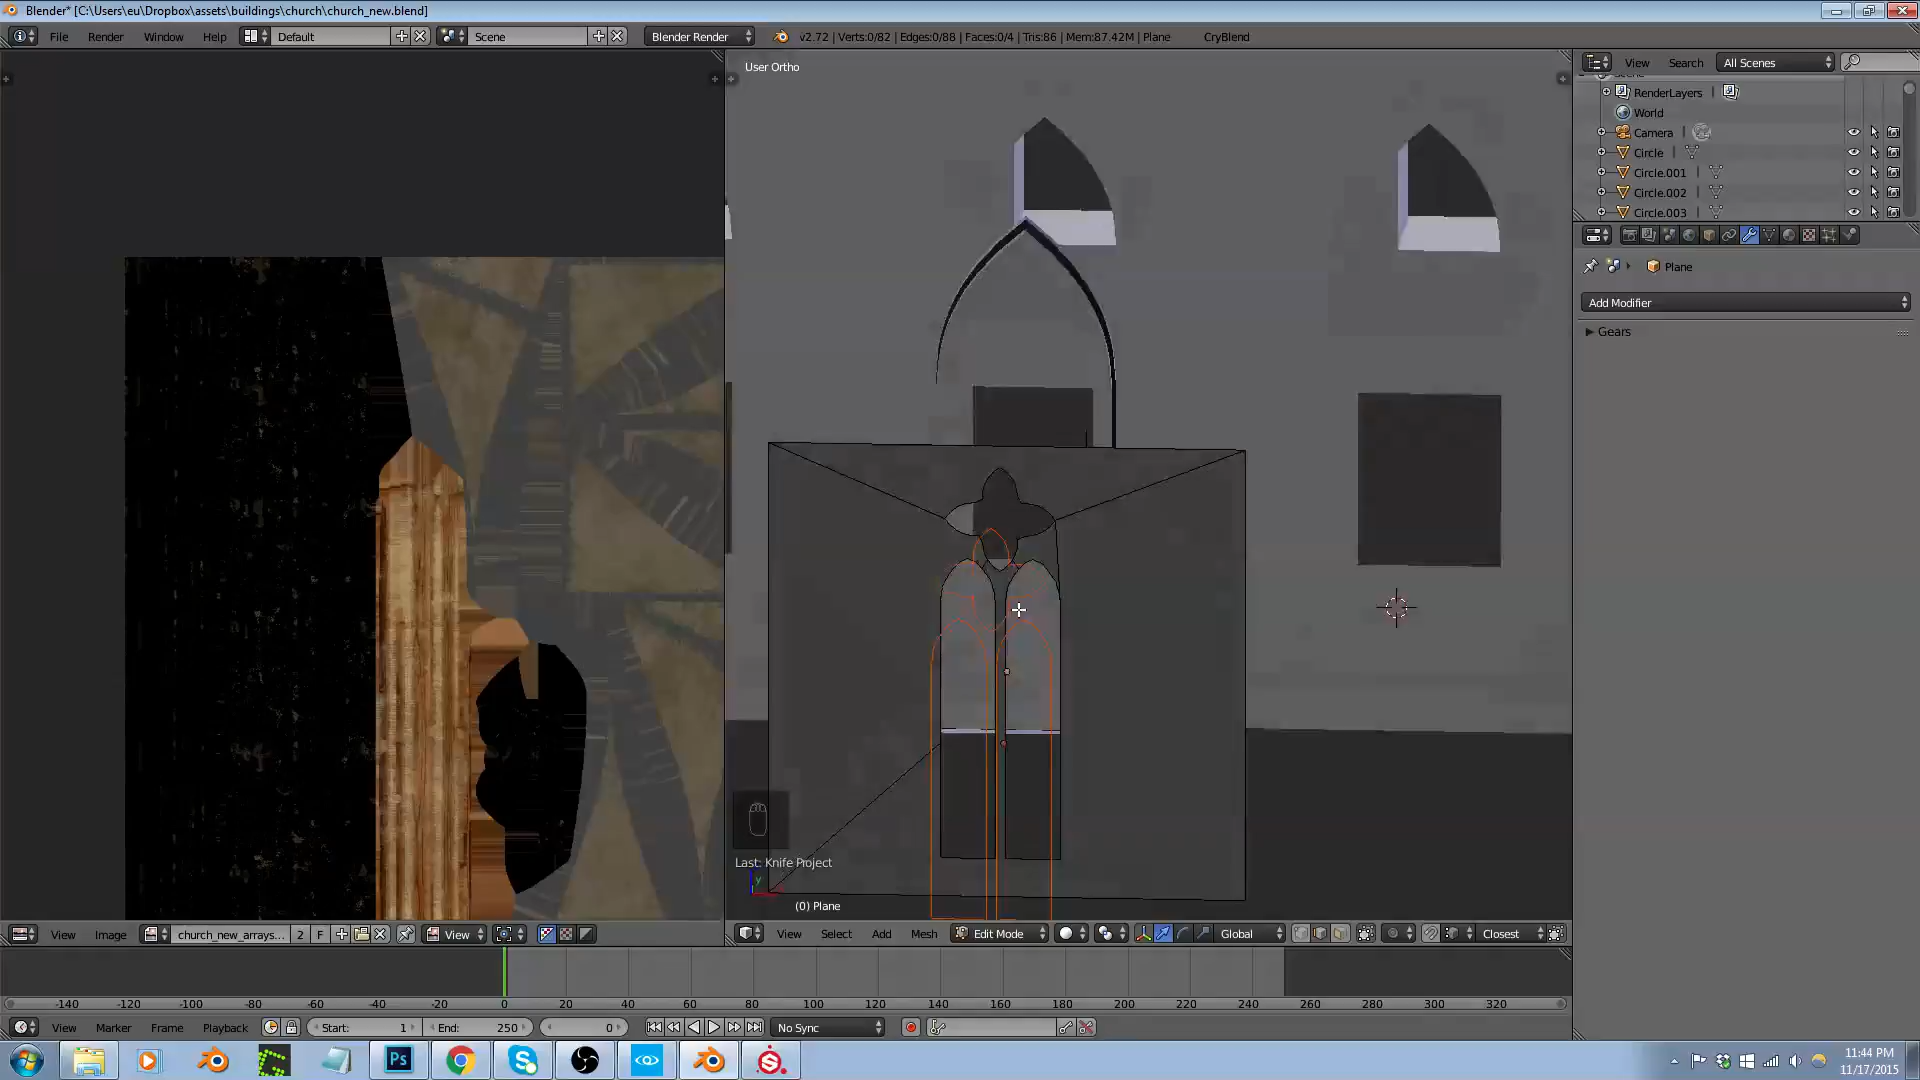 Blender* [C:\Users\eu\Dropbox\assets\buildings\church\church_new.blend]
File Render Window Help Default Scene Blender Render v2.72 | Verts:0/82 | Edges:0/88 | Faces:0/4 | Tris:86 | Mem:87.42M | Plane CryBlend
User Ortho
View Search All Scenes
Scene
RenderLayers
World
Camera
Circle
Circle.001
Circle.002
Circle.003
Plane
Add Modifier
Gears
Last: Knife Project
y
(0) Plane
View Image church_new_arrays... 2 F View
View Select Add Mesh Edit Mode Global Closest
-140 -120 -100 -80 -60 -40 -20 0 20 40 60 80 100 120 140 160 180 200 220 240 260 280 300 320
View Marker Frame Playback Start: 1 End: 250 0 No Sync
Ps
11:44 PM
11/17/2015